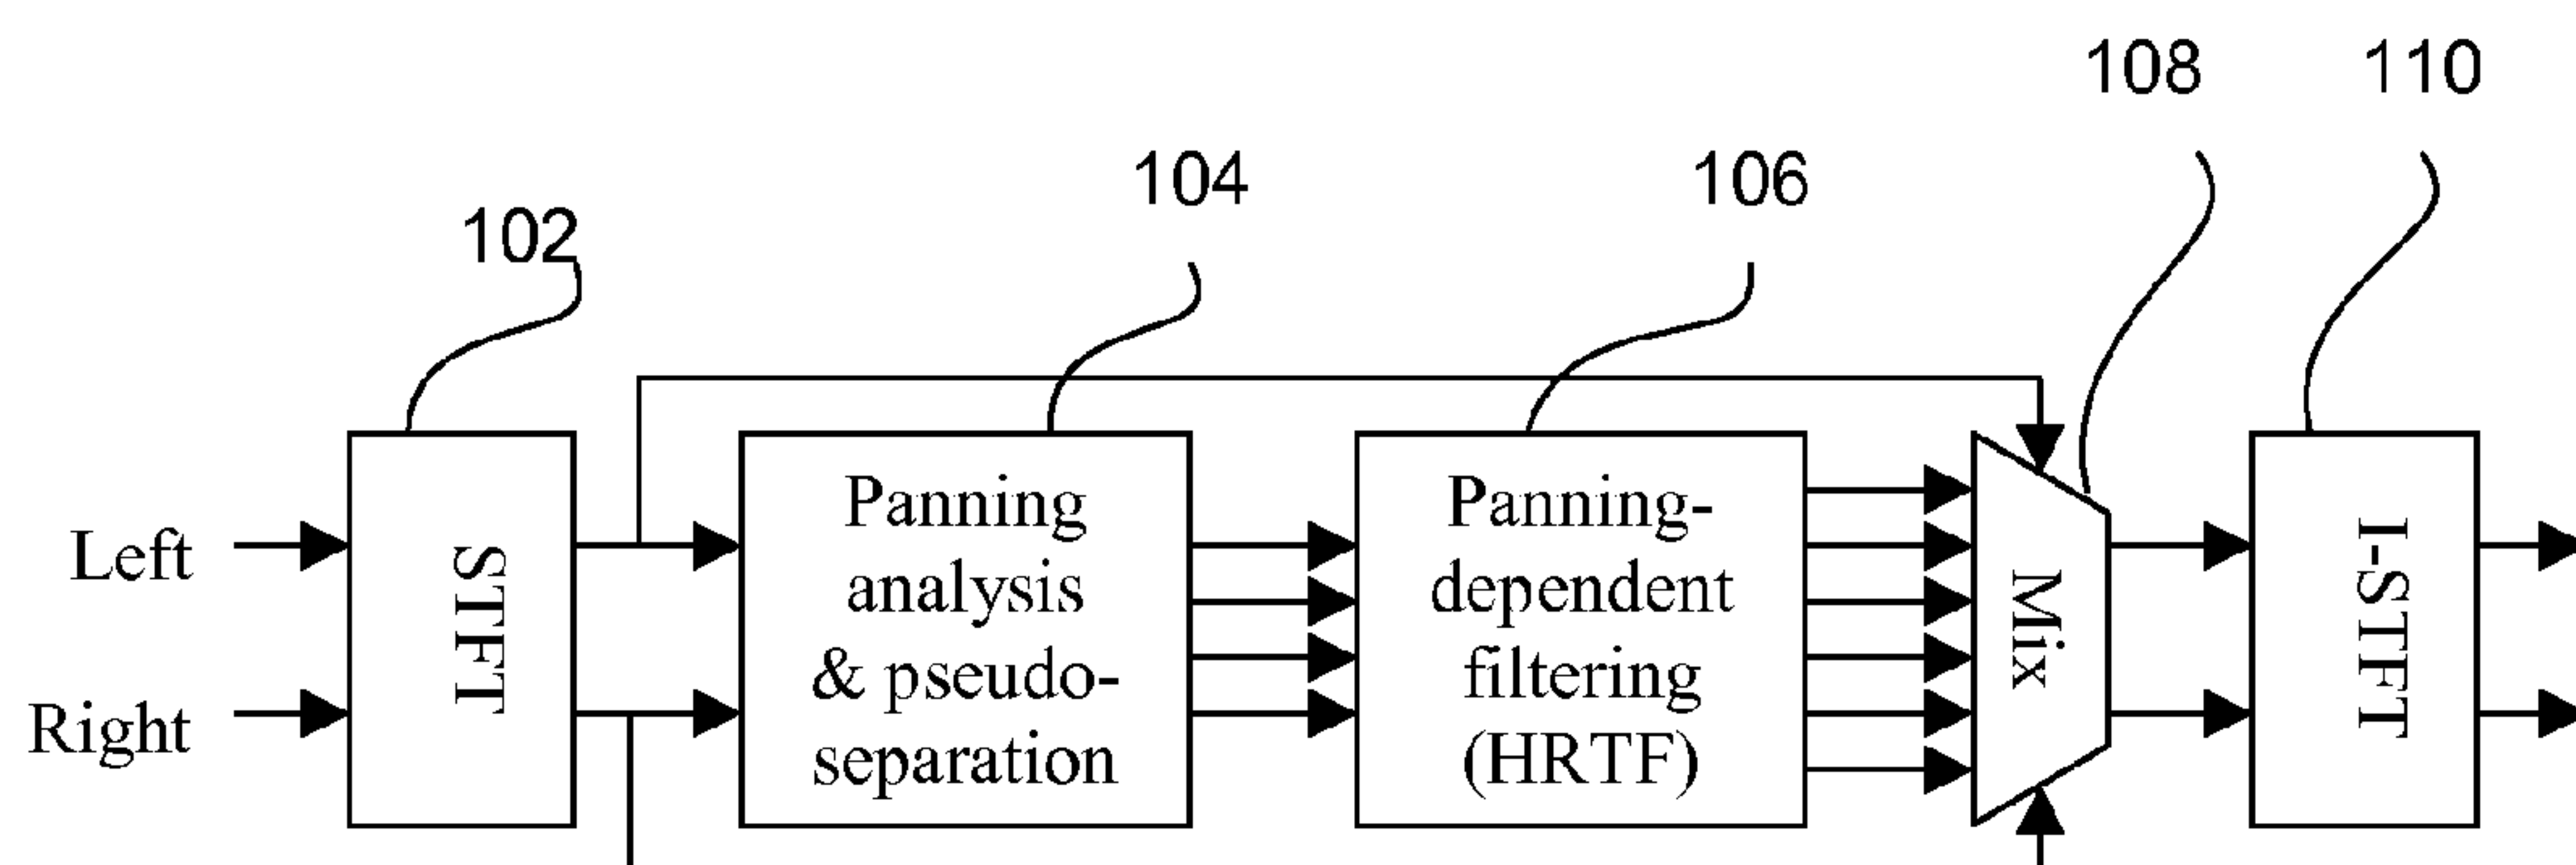 108
110
104
106
102
Left
Right
STFT
Panning
analysis
& pseudo-
separation
Panning-
dependent
filtering
(HRTF)
Mix
I-STFT